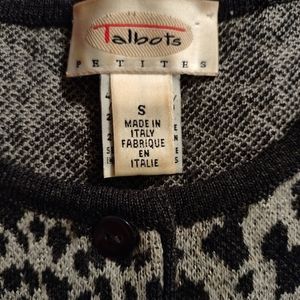 Talbots
PETITES
S
MADE IN
ITALY
FABRIQUE
EN
ITALIE